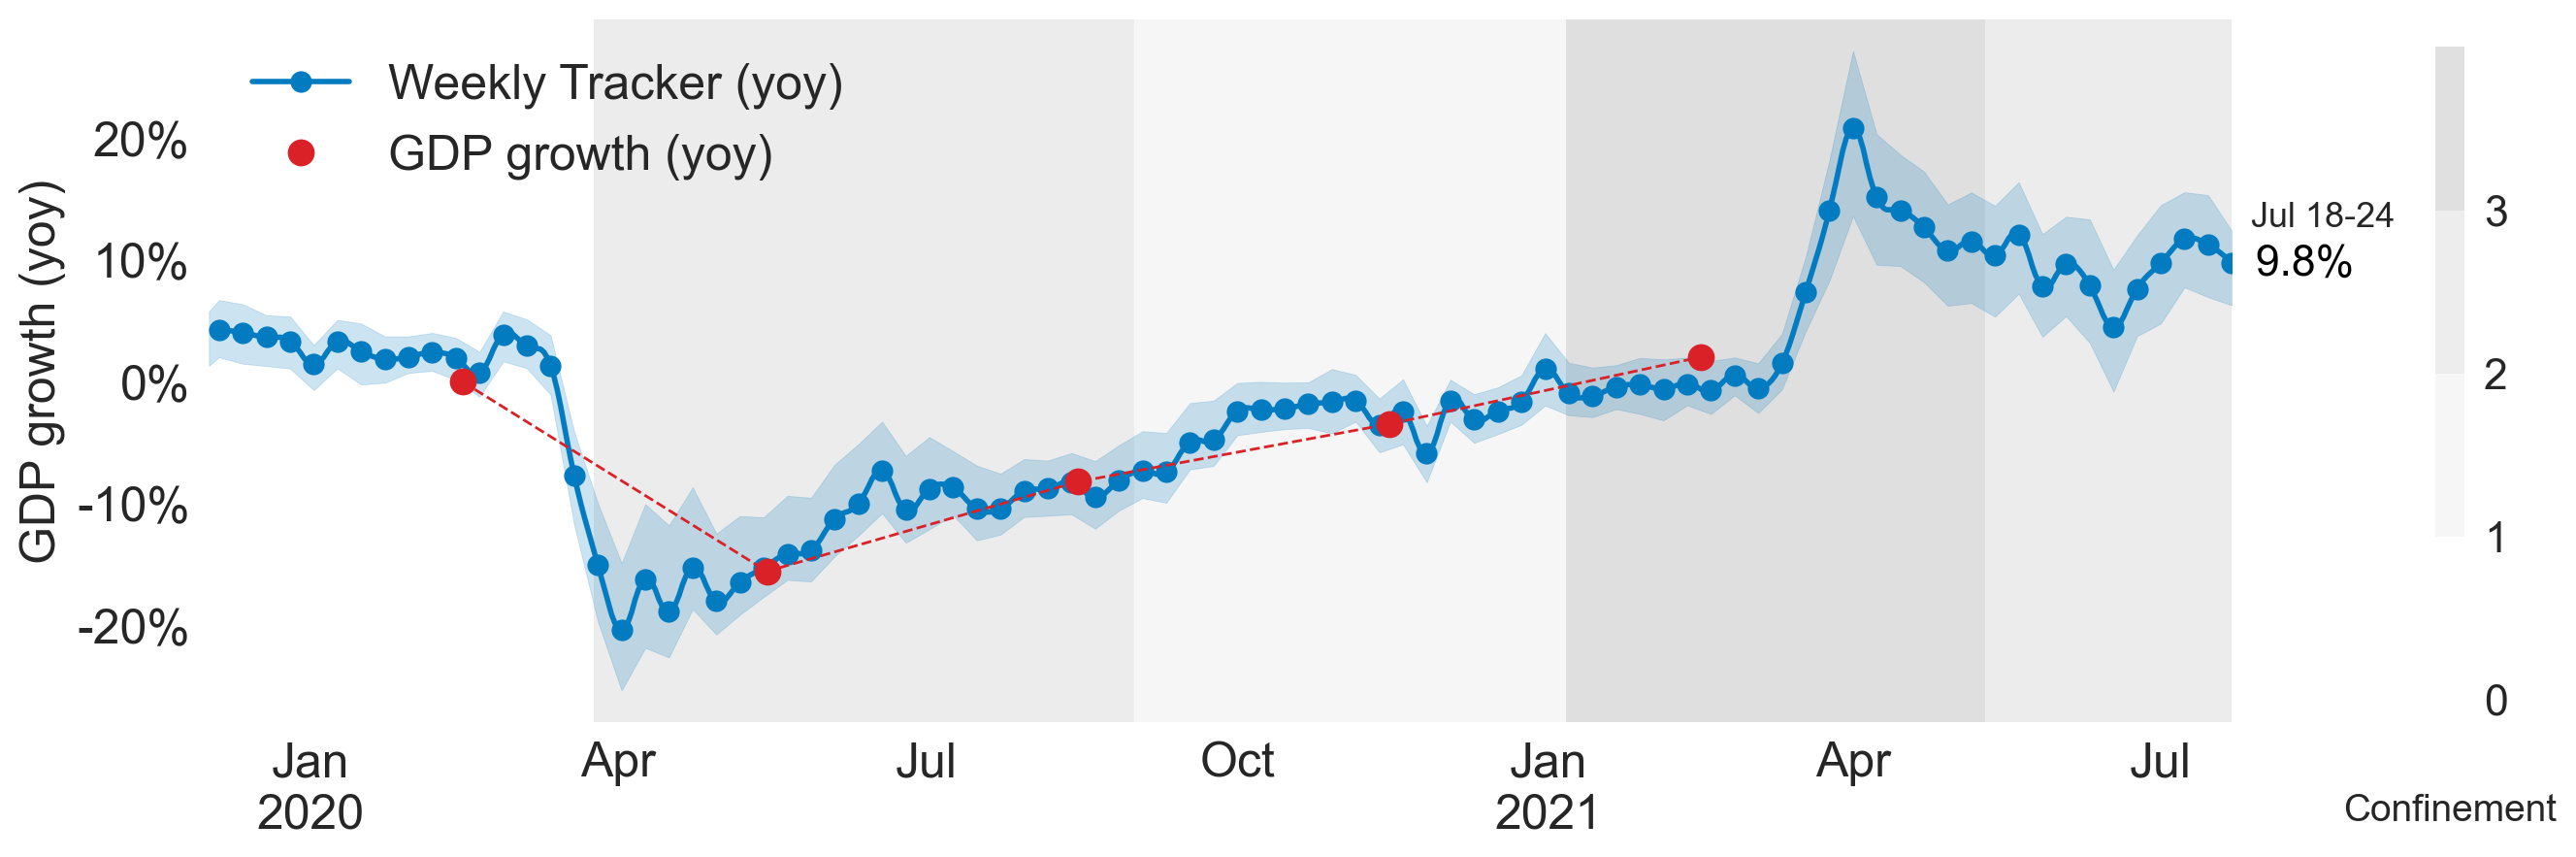 Weekly Tracker (yoy)
GDP growth (yoy)
GDP growth (yoy)
20%
10%
0%
-10%
-20%
Jan
2020
Apr
Jul
Oct
Jan
2021
Apr
Jul
Jul 18-24
9.8%
3
2
1
0
Confinement